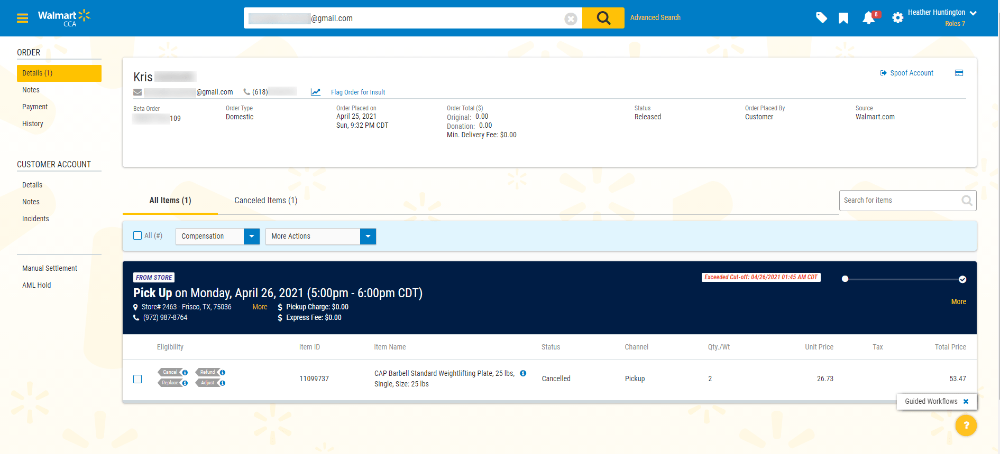 Walmart
CCA
@gmail.com
Advanced Search
8
Heather Huntington
Roles 7
ORDER
Details (1)
Notes
Payment
History
CUSTOMER ACCOUNT
Details
Notes
Incidents
Manual Settlement
AML Hold
Kris
Spoof Account
@gmail.com
(618)
Flag Order for Insult
Beta Order
109
Order Type
Domestic
Order Placed on
April 25, 2021
Sun, 9:32 PM CDT
Order Total ($)
Original: 0.00
Donation: 0.00
Min. Delivery Fee: $0.00
Status
Released
Order Placed By
Customer
Source
Walmart.com
All Items (1)
Canceled Items (1)
Search for items
All (#)
Compensation
More Actions
FROM STORE
Exceeded Cut-off: 04/26/2021 01:45 AM CDT
Pick Up on Monday, April 26, 2021 (5:00pm - 6:00pm CDT)
Store# 2463 - Frisco, TX, 75036
More
$ Pickup Charge: $0.00
More
(972) 987-8764
$ Express Fee: $0.00
Eligibility
Item ID
Item Name
Status
Channel
Qty./Wt
Unit Price
Tax
Total Price
Cancel
Refund
Replace
Adjust
11099737
CAP Barbell Standard Weightlifting Plate, 25 lbs,
Single, Size: 25 lbs
Cancelled
Pickup
2
26.73
53.47
Guided Workflows
?